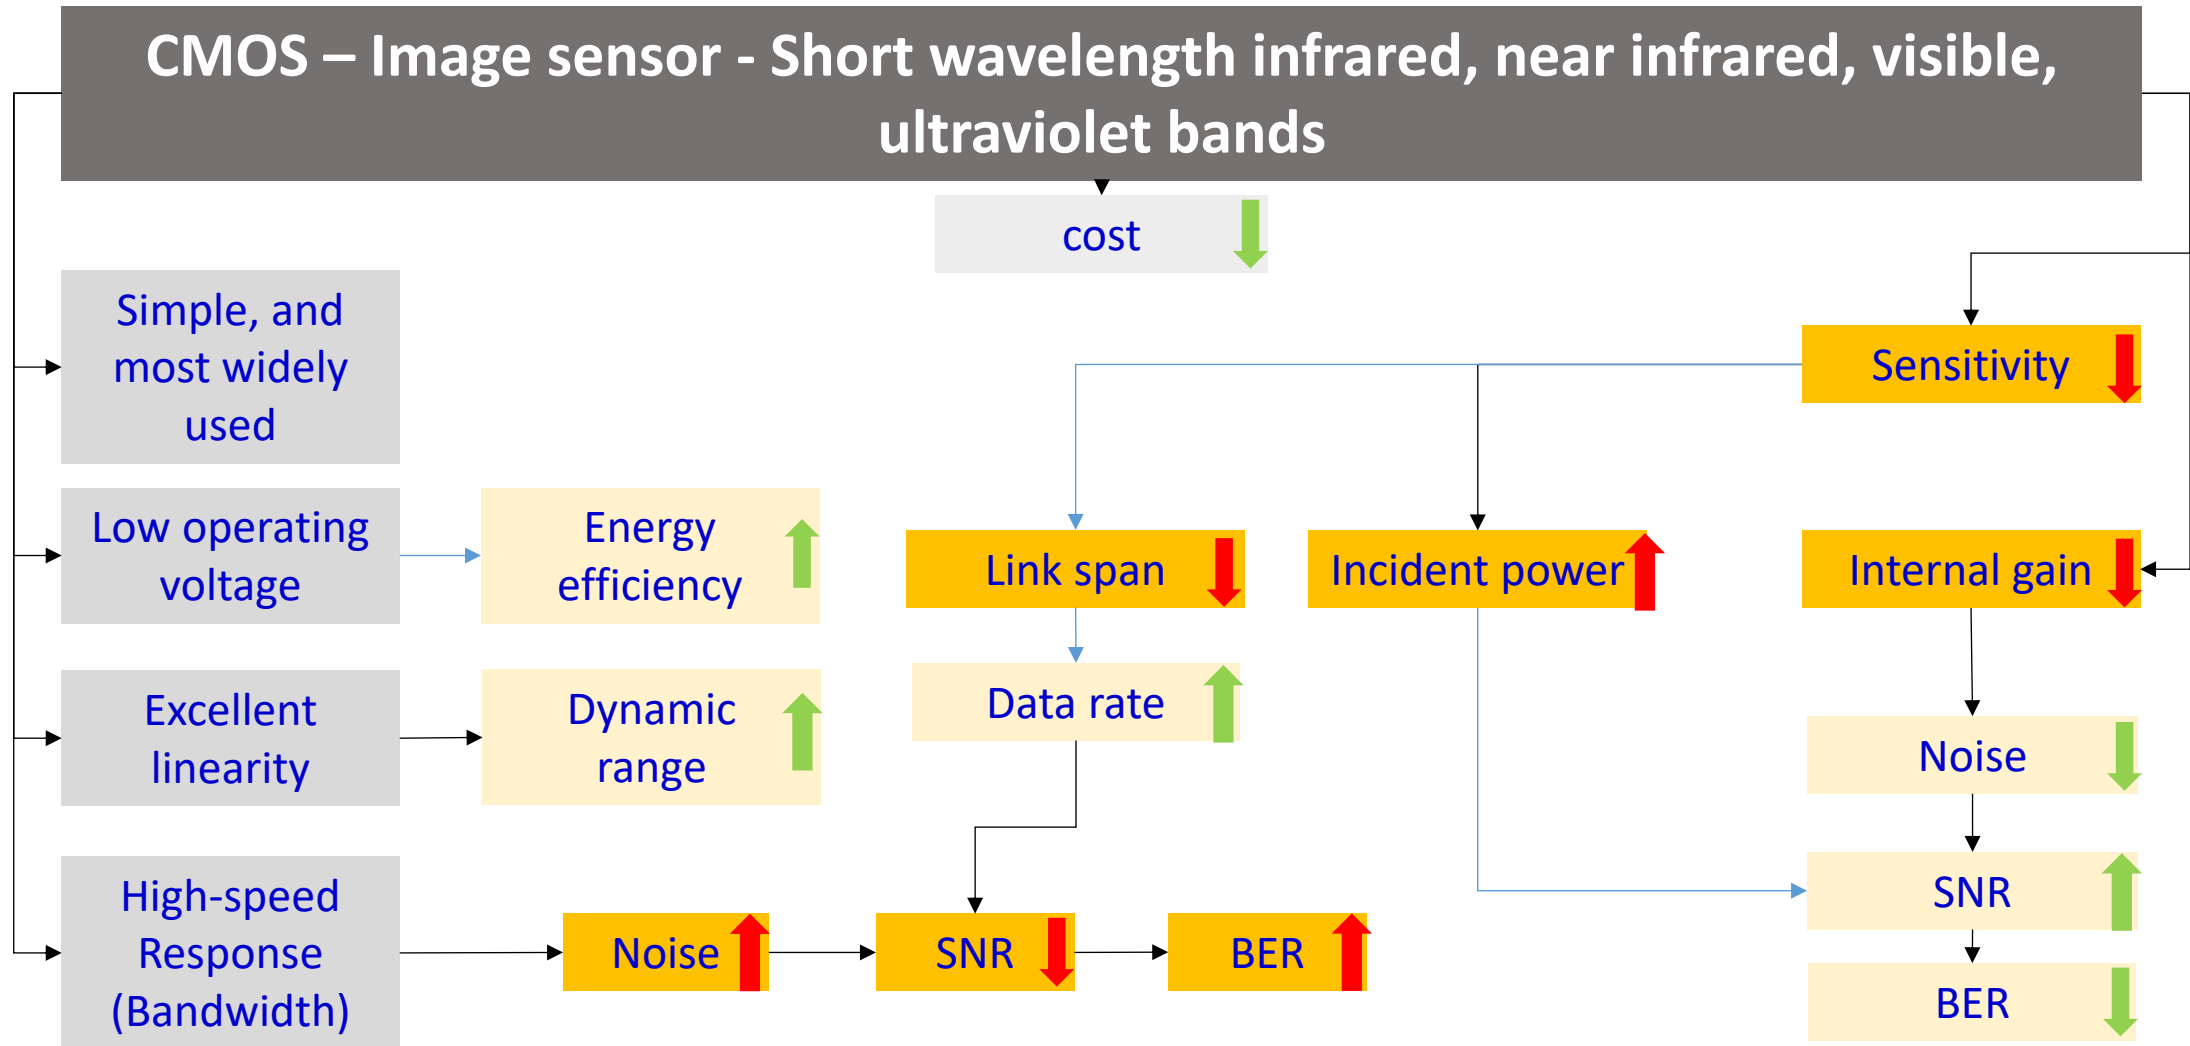 CMOS – Image sensor - Short wavelength infrared, near infrared, visible,
ultraviolet bands
cost
Simple, and
most widely
used
Sensitivity
Low operating
voltage
Energy
efficiency
Link span
Incident power
Internal gain
Excellent
linearity
Dynamic
range
Data rate
Noise
High-speed
Response
(Bandwidth)
Noise
SNR
BER
SNR
BER